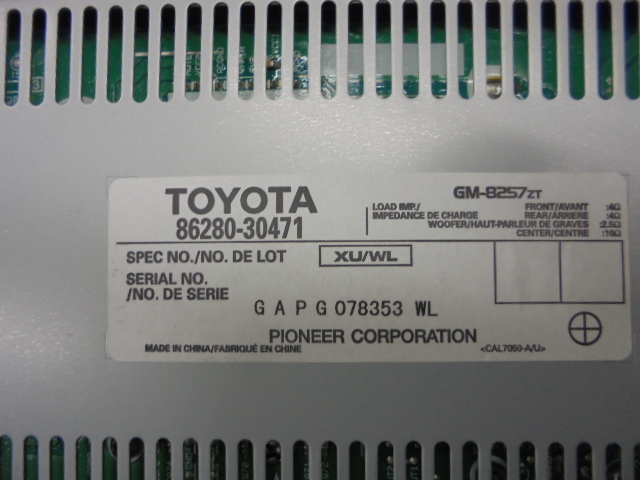 TOYOTA
86280-30471
GM-8257ZT
LOAD IMP./
IMPEDANCE DE CHARGE
FRONT/AVANT :4Ω
REAR/ARRIERE :4Ω
WOOFER/HAUT-PARLEUR DE GRAVES :2.5Ω
CENTER/CENTRE :10Ω
SPEC NO./NO. DE LOT XU/WL
SERIAL NO.
/NO. DE SERIE
G A P G 078353 WL
PIONEER CORPORATION
MADE IN CHINA/FABRIQUÉ EN CHINE
<CAL7050-A/U>